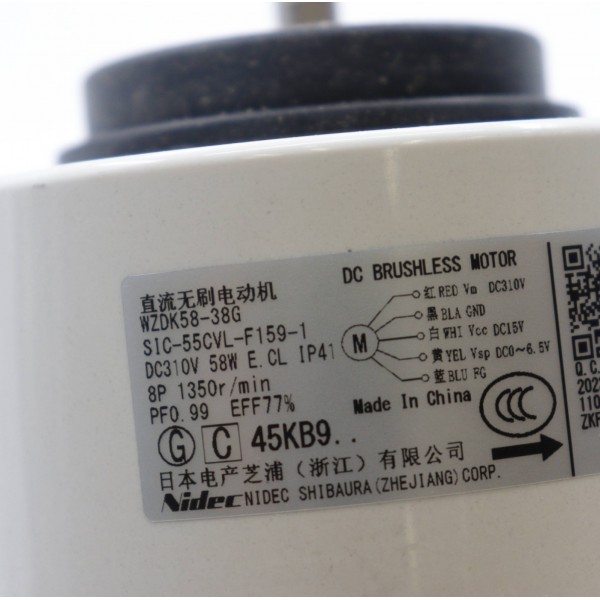 直流无刷电动机 DC BRUSHLESS MOTOR
WZDK58-38G
SIC-55CVL-F159-1
DC310V 58W E.CL IP41
8P 1350r/min
PF0.99 EFF77%
M
红 RED Vm DC310V
黑 BLA GND
白 WHI Vcc DC15V
黄 YEL Vsp DC0～6.5V
蓝 BLU FG
Made In China
G C 45KB9..
CCC
日本电产芝浦（浙江）有限公司
Nidec NIDEC SHIBAURA(ZHEJIANG)CORP.
Q.C.
110